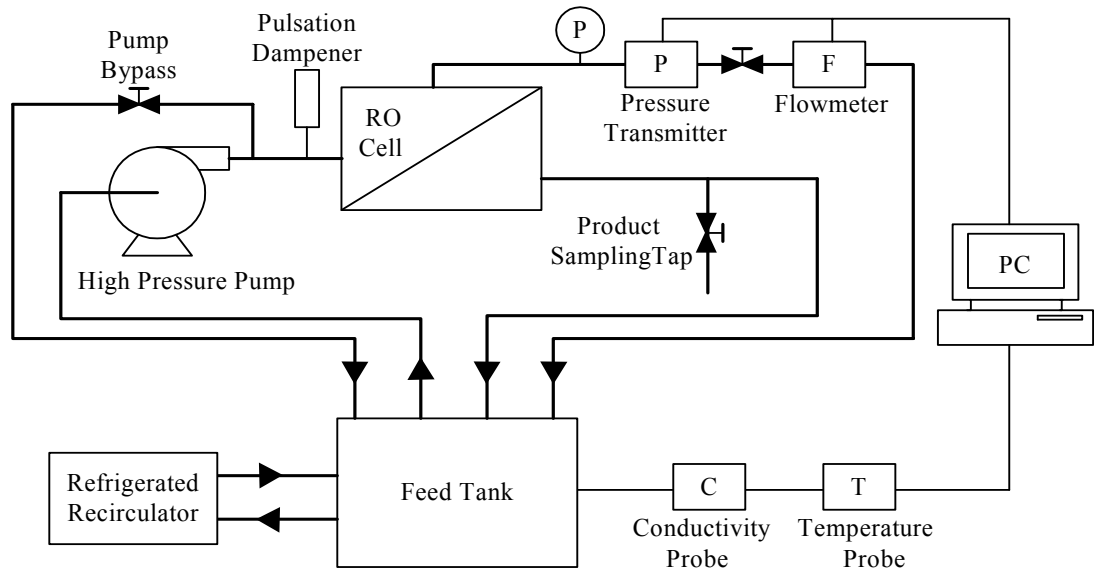 Pump
Bypass
Pulsation
Dampener
P
P
F
Pressure
Transmitter
Flowmeter
RO
Cell
Product
SamplingTap
PC
High Pressure Pump
Refrigerated
Recirculator
Feed Tank
C
T
Conductivity
Probe
Temperature
Probe